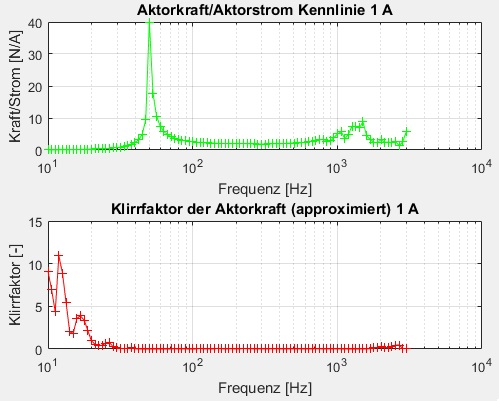 Aktorkraft/Aktorstrom Kennlinie 1 A
Kraft/Strom [N/A]
40
30
20
10
0
10^1 10^2 10^3 10^4
Frequenz [Hz]
Klirrfaktor der Aktorkraft (approximiert) 1 A
Klirrfaktor [-]
15
10
5
0
10^1 10^2 10^3 10^4
Frequenz [Hz]